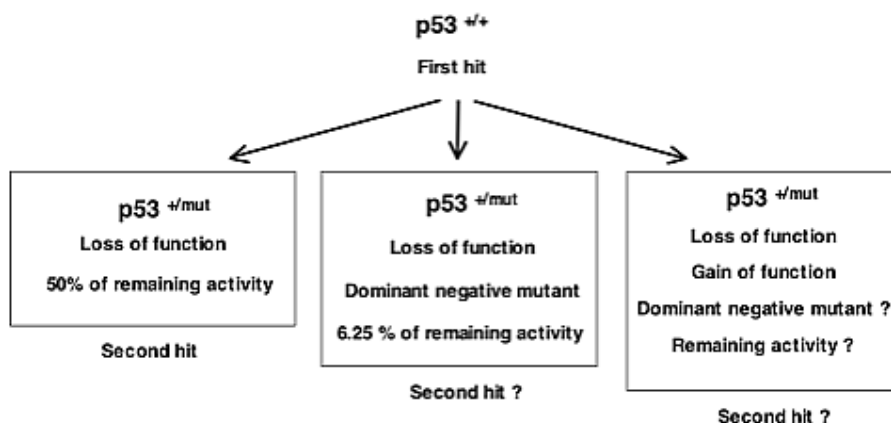 p53 +/+
First hit
p53 +/mut
Loss of function
50% of remaining activity
Second hit
p53 +/mut
Loss of function
Dominant negative mutant
6.25 % of remaining activity
Second hit ?
p53 +/mut
Loss of function
Gain of function
Dominant negative mutant ?
Remaining activity ?
Second hit ?